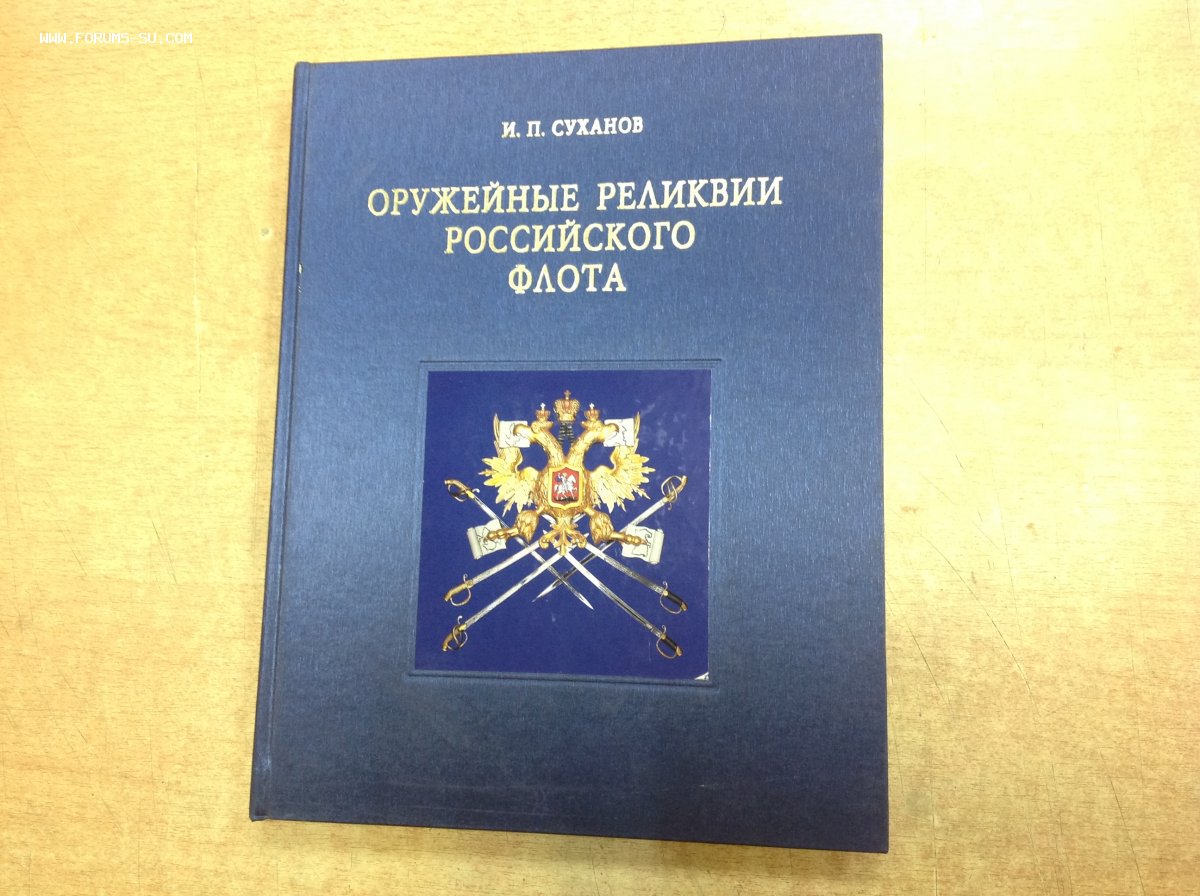 WWW.FORUMS-SU.COM
И. П. СУХАНОВ
ОРУЖЕЙНЫЕ РЕЛИКВИИ
РОССИЙСКОГО
ФЛОТА